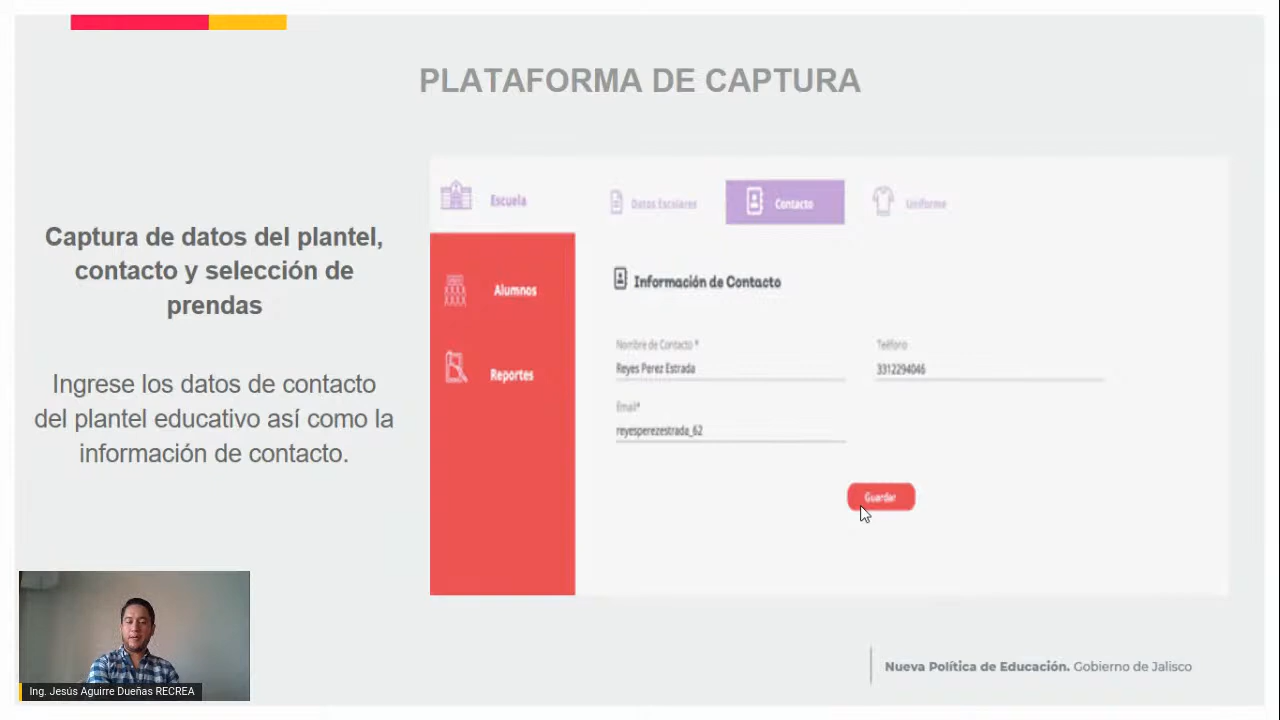 PLATAFORMA DE CAPTURA
Captura de datos del plantel,
contacto y selección de
prendas
Ingrese los datos de contacto
del plantel educativo así como la
información de contacto.
Escuela
Datos Escolares
Contacto
Uniforme
Alumnos
Reportes
Información de Contacto
Nombre de Contacto *
Teléfono
Reyes Perez Estrada
3312294046
Email*
reyesperezestrada_62
Guardar
Ing. Jesús Aguirre Dueñas RECREA
Nueva Política de Educación. Gobierno de Jalisco